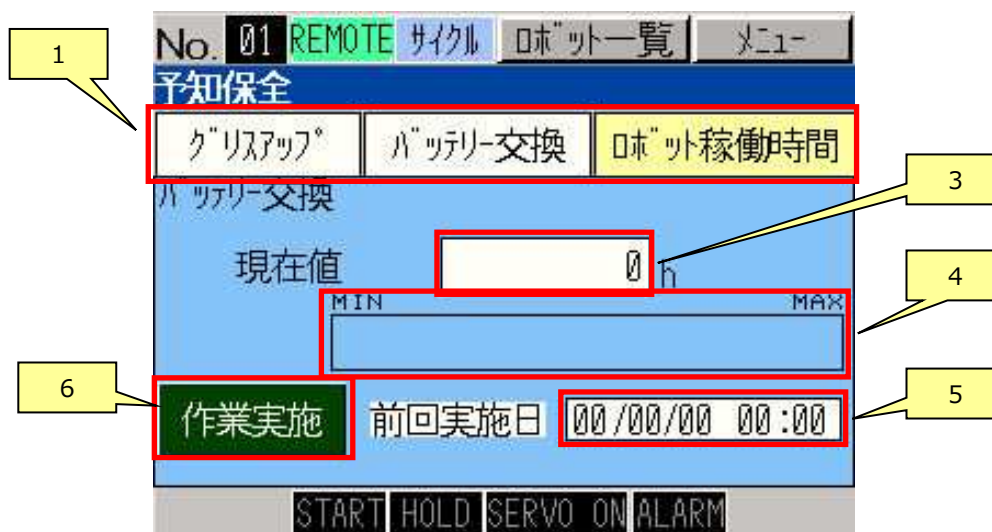 No. 01 REMOTE ｻｲｸﾙ ﾛﾎﾞｯﾄ一覧 ﾒﾆｭｰ
1
予知保全
ｸﾞﾘｽｱｯﾌﾟ ﾊﾞｯﾃﾘｰ交換 ﾛﾎﾞｯﾄ稼働時間
3
ﾊﾞｯﾃﾘｰ交換
現在値 0 h
4
MIN MAX
6
5
作業実施 前回実施日 00/00/00 00:00
START HOLD SERVO ON ALARM